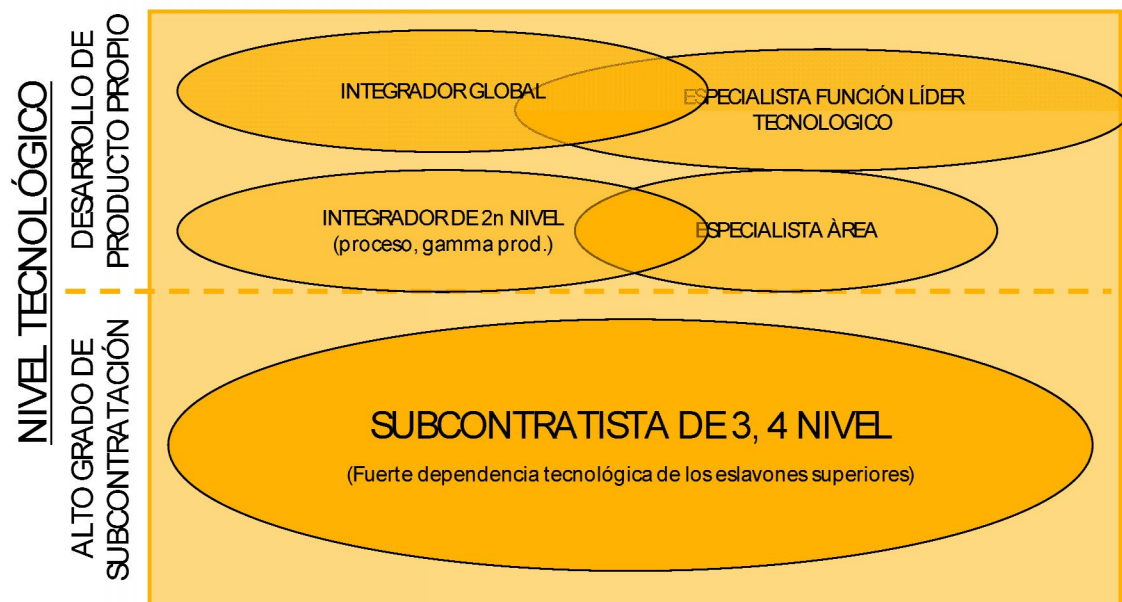 NIVEL TECNOLÓGICO
DESARROLLO DE
PRODUCTO PROPIO
INTEGRADOR GLOBAL
ESPECIALISTA FUNCIÓN LÍDER
TECNOLOGICO
INTEGRADOR DE 2n NIVEL
(proceso, gamma prod.)
ESPECIALISTA ÀREA
ALTO GRADO DE
SUBCONTRATACIÓN
SUBCONTRATISTA DE 3, 4 NIVEL
(Fuerte dependencia tecnológica de los eslavones superiores)